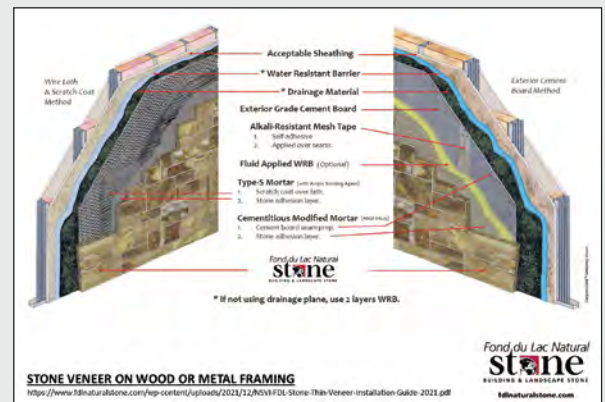 Acceptable Sheathing
Wire Lath
& Scratch Coat
Method
* Water Resistant Barrier
Exterior Cement
Board Method
* Drainage Material
Exterior Grade Cement Board
Alkali-Resistant Mesh Tape
1. Self-adhesive
2. Applied over seams
Fluid Applied WRB (Optional)
Type-S Mortar
1. Scratch coat over lath.
2. Stone adhesion layer.
Cementitious Modified Mortar
1. Cement board seam prep.
2. Stone adhesion layer.
Fond du Lac Natural
stone
BUILDING & LANDSCAPE STONE
* If not using drainage plane, use 2 layers WRB.
Fond du Lac Natural
stone
BUILDING & LANDSCAPE STONE
fdlnaturalstone.com
STONE VENEER ON WOOD OR METAL FRAMING
https://www.fdlnaturalstone.com/wp-content/uploads/2021/12/NSVI-FDL-Stone-Thin-Veneer-Installation-Guide-2021.pdf